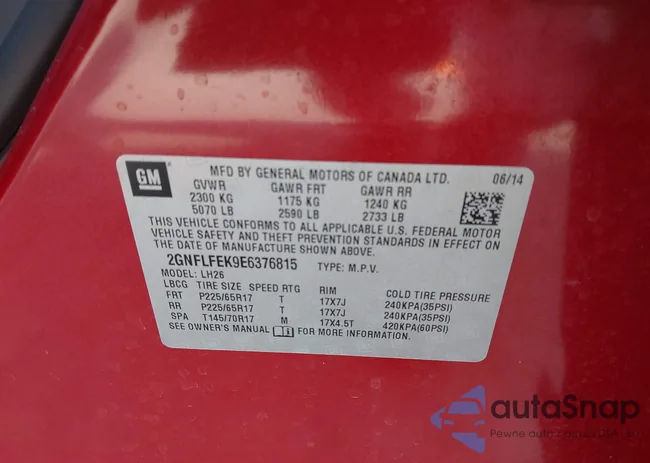 GM
MFD BY GENERAL MOTORS OF CANADA LTD. 06/14
GVWR GAWR FRT GAWR RR
2300 KG 1175 KG 1240 KG
5070 LB 2590 LB 2733 LB
THIS VEHICLE CONFORMS TO ALL APPLICABLE U.S. FEDERAL MOTOR
VEHICLE SAFETY AND THEFT PREVENTION STANDARDS IN EFFECT ON
THE DATE OF MANUFACTURE SHOWN ABOVE.
2GNFLFEK9E6376815 TYPE: M.P.V.
MODEL: LH26
LBCG TIRE SIZE SPEED RTG RIM COLD TIRE PRESSURE
FRT P225/65R17 T 17X7J 240KPA(35PSI)
RR P225/65R17 T 17X7J 240KPA(35PSI)
SPA T145/70R17 M 17X4.5T 420KPA(60PSI)
SEE OWNER'S MANUAL FOR MORE INFORMATION.
autaSnap
Pewne auta z